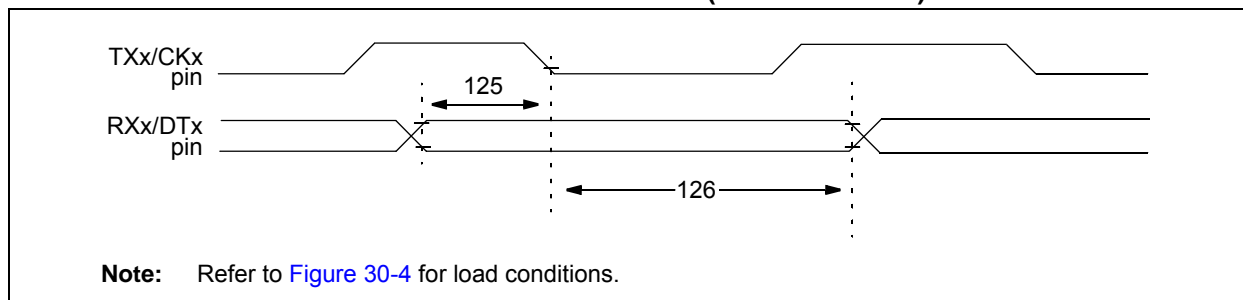 TXx/CKx
pin
125
RXx/DTx
pin
126
Note: Refer to Figure 30-4 for load conditions.